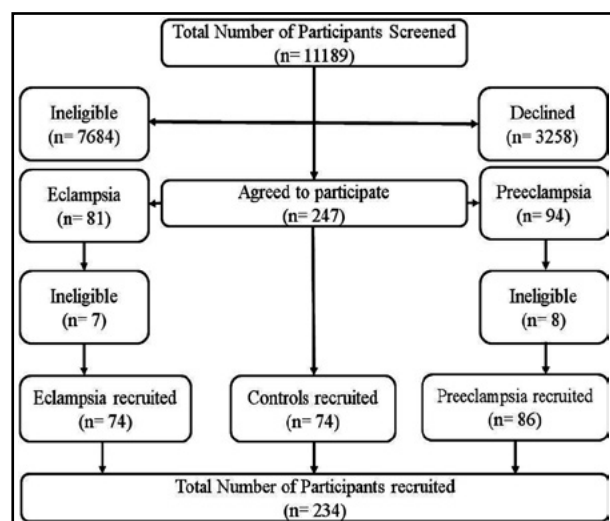 Total Number of Participants Screened
(n= 11189)
Ineligible
(n= 7684)
Declined
(n= 3258)
Eclampsia
(n= 81)
Agreed to participate
(n= 247)
Preeclampsia
(n= 94)
Ineligible
(n= 7)
Ineligible
(n= 8)
Eclampsia recruited
(n= 74)
Controls recruited
(n= 74)
Preeclampsia recruited
(n= 86)
Total Number of Participants recruited
(n= 234)